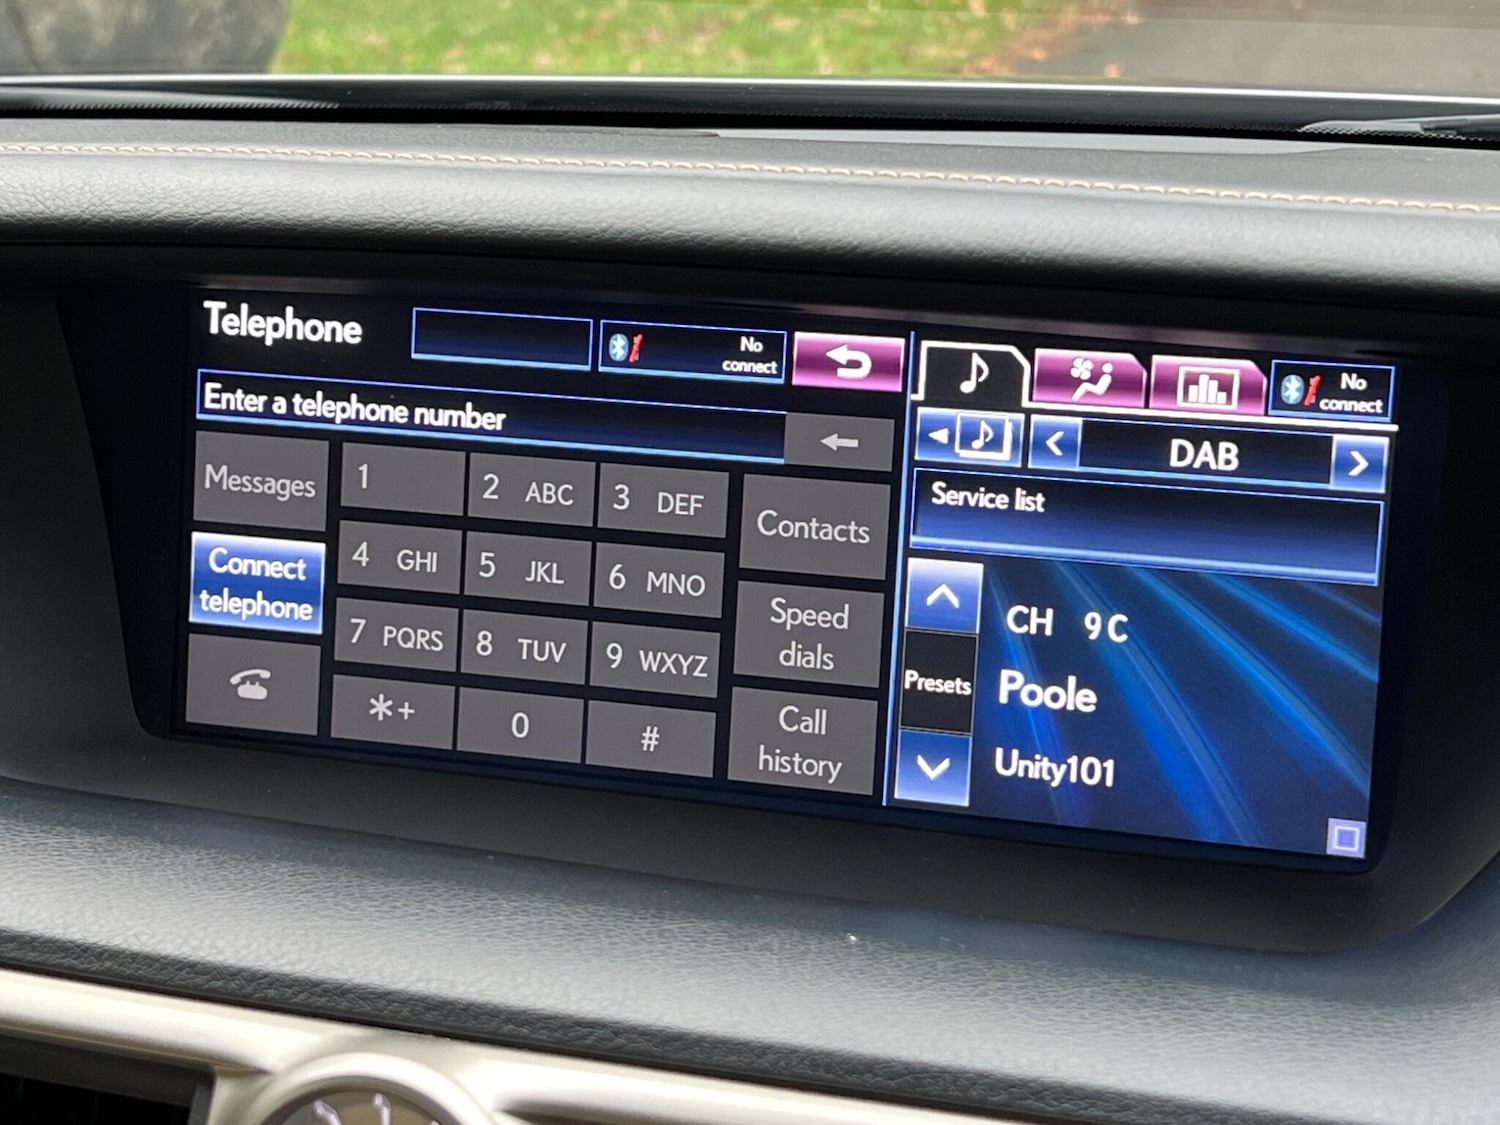 Telephone
No
connect
Enter a telephone number
Messages
1
2 ABC
3 DEF
Contacts
Connect
telephone
4 GHI
5 JKL
6 MNO
Speed
dials
7 PQRS
8 TUV
9 WXYZ
*+
0
#
Call
history
No
connect
DAB
Service list
Presets
CH 9C
Poole
Unity101